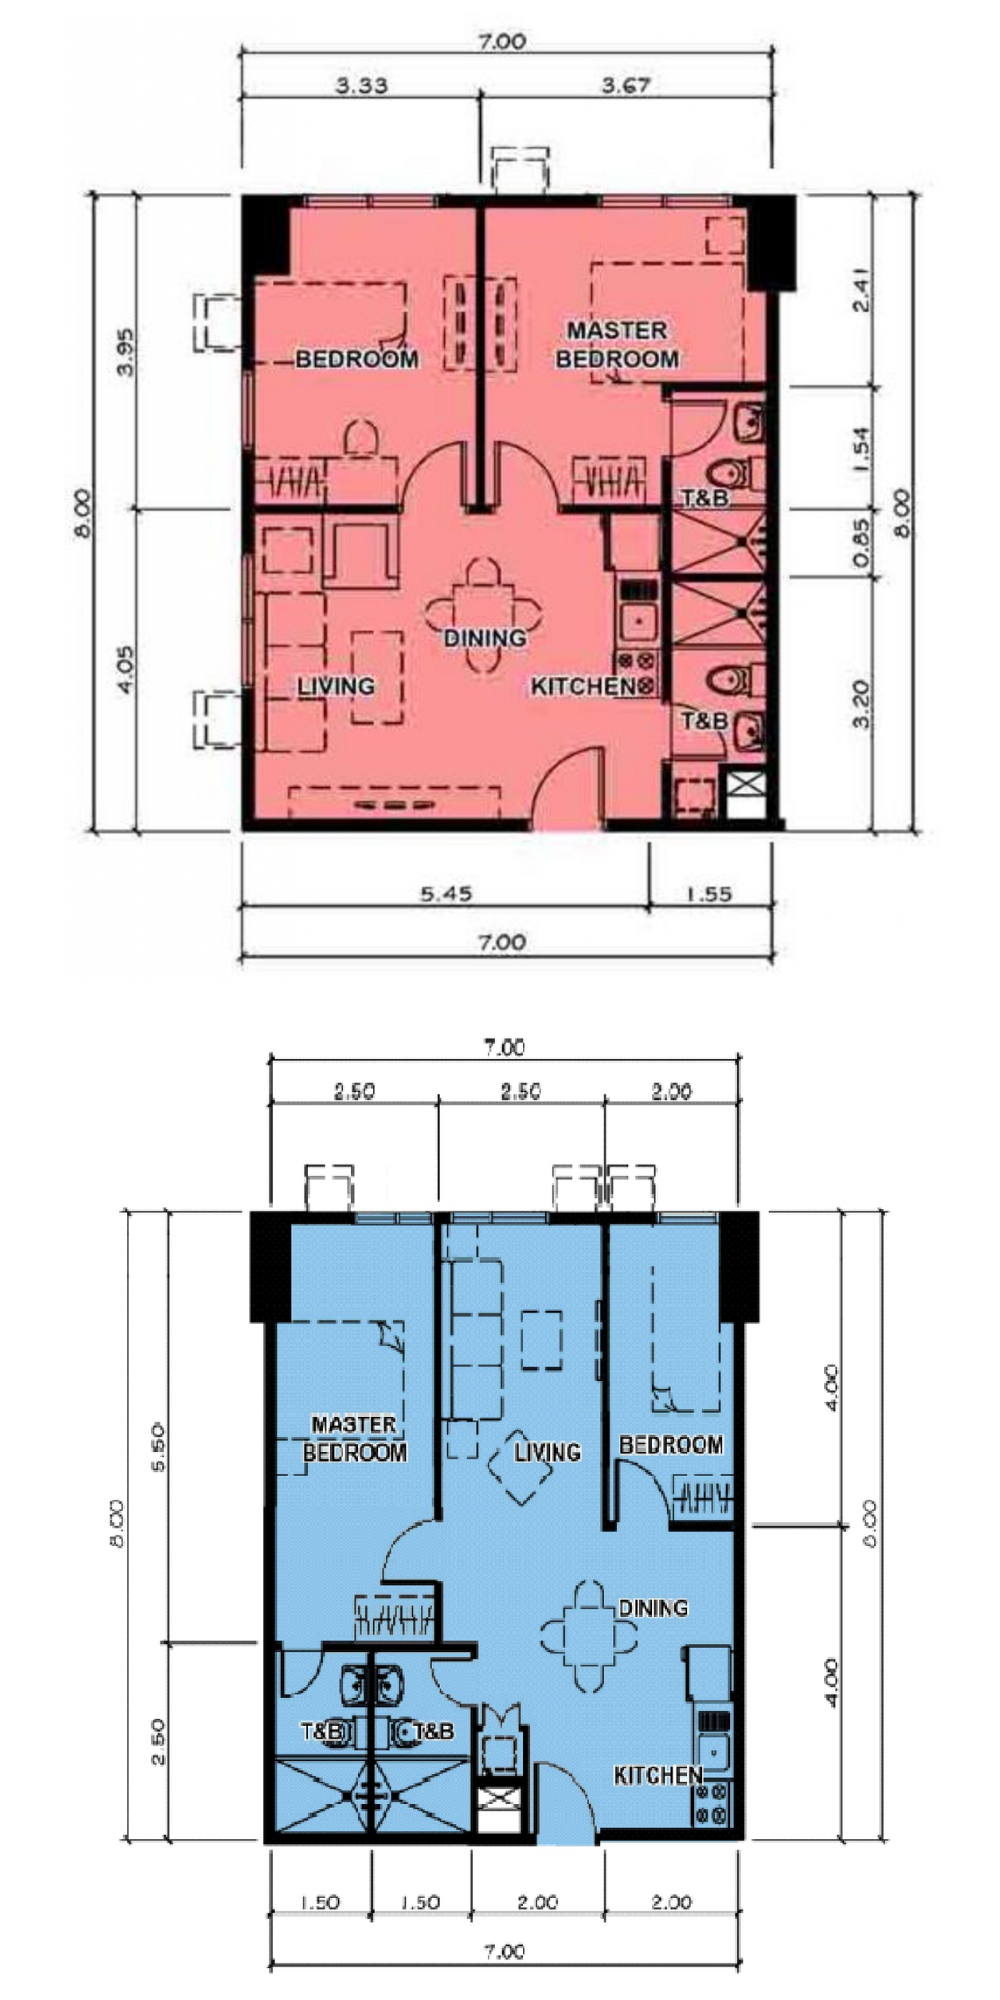 7.00
3.33 3.67
2.41
3.95
MASTER
BEDROOM
BEDROOM
1.54
T&B
8.00
8.00
0.85
DINING
4.05
LIVING
KITCHEN
3.20
T&B
5.45 1.55
7.00
7.00
2.50 2.50 2.00
4.00
MASTER
BEDROOM
LIVING
BEDROOM
5.50
8.00
8.00
DINING
4.00
T&B T&B
2.50
KITCHEN
1.50 1.50 2.00 2.00
7.00